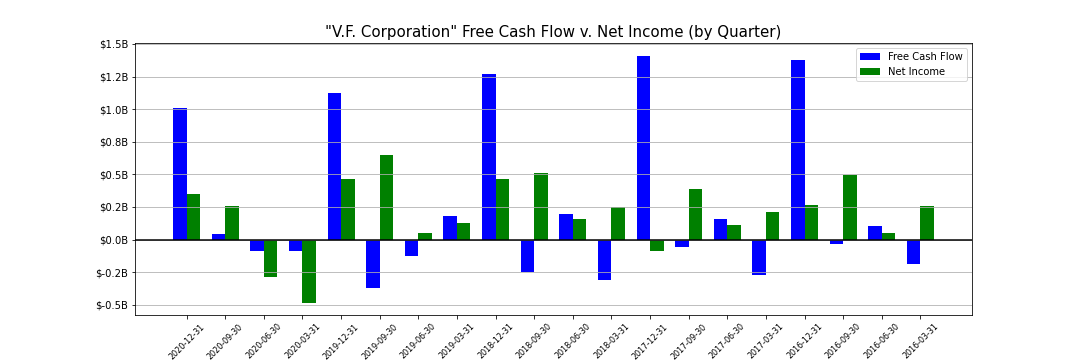 "V.F. Corporation" Free Cash Flow v. Net Income (by Quarter)
$1.5B
$1.2B
$1.0B
$0.8B
$0.5B
$0.2B
$0.0B
$-0.2B
$-0.5B
Free Cash Flow
Net Income
2020-12-31
2020-09-30
2020-06-30
2020-03-31
2019-12-31
2019-09-30
2019-06-30
2019-03-31
2018-12-31
2018-09-30
2018-06-30
2018-03-31
2017-12-31
2017-09-30
2017-06-30
2017-03-31
2016-12-31
2016-09-30
2016-06-30
2016-03-31